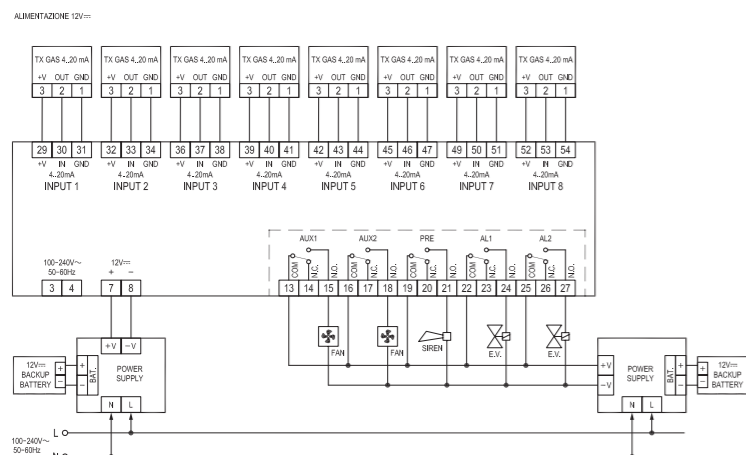 ALIMENTAZIONE 12V⎓
TX GAS 4..20 mA TX GAS 4..20 mA TX GAS 4..20 mA TX GAS 4..20 mA TX GAS 4..20 mA TX GAS 4..20 mA TX GAS 4..20 mA TX GAS 4..20 mA
+V OUT GND +V OUT GND +V OUT GND +V OUT GND +V OUT GND +V OUT GND +V OUT GND +V OUT GND
3 2 1 3 2 1 3 2 1 3 2 1 3 2 1 3 2 1 3 2 1 3 2 1
29 30 31 32 33 34 36 37 38 39 40 41 42 43 44 45 46 47 49 50 51 52 53 54
+V IN GND +V IN GND +V IN GND +V IN GND +V IN GND +V IN GND +V IN GND +V IN GND
4..20mA 4..20mA 4..20mA 4..20mA 4..20mA 4..20mA 4..20mA 4..20mA
INPUT 1 INPUT 2 INPUT 3 INPUT 4 INPUT 5 INPUT 6 INPUT 7 INPUT 8
AUX1 AUX2 PRE AL1 AL2
COM N.C. N.O. COM N.C. N.O. COM N.C. N.O. COM N.C. N.O. COM N.C. N.O.
100-240V~ 12V⎓
50-60Hz + −
3 4 7 8 13 14 15 16 17 18 19 20 21 22 23 24 25 26 27
+V −V
FAN FAN SIREN E.V. E.V.
12V⎓
BACKUP
BATTERY
+ −
+ −
BAT.
POWER
SUPPLY
N L
+V
−V
POWER
SUPPLY
BAT.
+ −
+ −
12V⎓
BACKUP
BATTERY
N L
100-240V~
50-60Hz
L
N